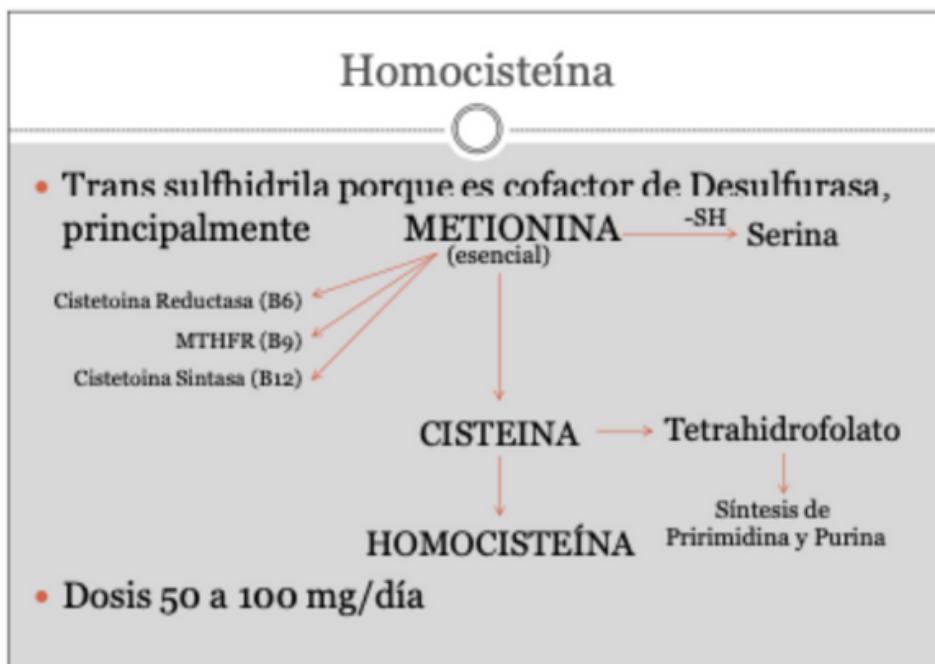 Homocisteína
• Trans sulfhidrila porque es cofactor de Desulfurasa,
principalmente
METIONINA
(esencial)
-SH
Serina
Cistetoina Reductasa (B6)
MTHFR (B9)
Cistetoina Sintasa (B12)
CISTEINA
Tetrahidrofolato
Síntesis de
Pririmidina y Purina
HOMOCISTEÍNA
• Dosis 50 a 100 mg/día